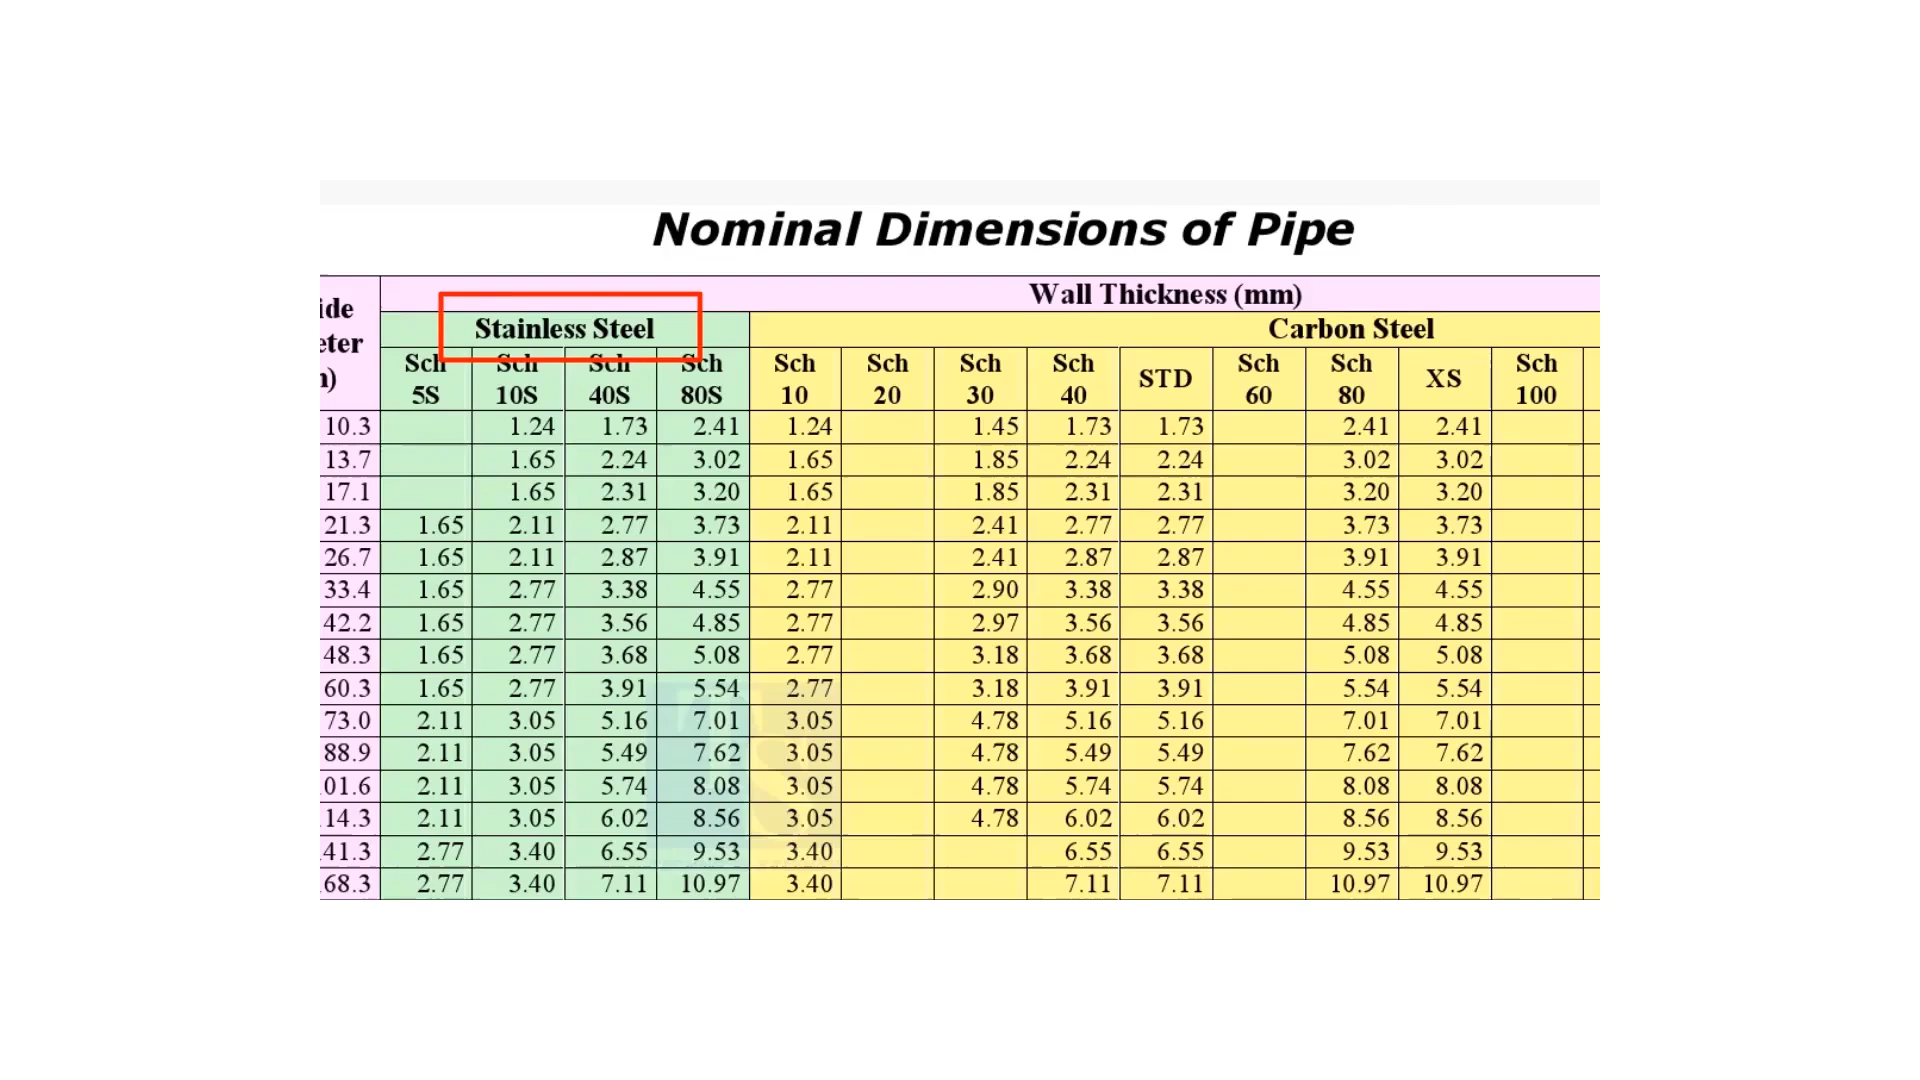 Nominal Dimensions of Pipe
Wall Thickness (mm)
Stainless Steel Carbon Steel
Sch 5S Sch 10S Sch 40S Sch 80S Sch 10 Sch 20 Sch 30 Sch 40 STD Sch 60 Sch 80 XS Sch 100
10.3 1.24 1.73 2.41 1.24 1.45 1.73 1.73 2.41 2.41
13.7 1.65 2.24 3.02 1.65 1.85 2.24 2.24 3.02 3.02
17.1 1.65 2.31 3.20 1.65 1.85 2.31 2.31 3.20 3.20
21.3 1.65 2.11 2.77 3.73 2.11 2.41 2.77 2.77 3.73 3.73
26.7 1.65 2.11 2.87 3.91 2.11 2.41 2.87 2.87 3.91 3.91
33.4 1.65 2.77 3.38 4.55 2.77 2.90 3.38 3.38 4.55 4.55
42.2 1.65 2.77 3.56 4.85 2.77 2.97 3.56 3.56 4.85 4.85
48.3 1.65 2.77 3.68 5.08 2.77 3.18 3.68 3.68 5.08 5.08
60.3 1.65 2.77 3.91 5.54 2.77 3.18 3.91 3.91 5.54 5.54
73.0 2.11 3.05 5.16 7.01 3.05 4.78 5.16 5.16 7.01 7.01
88.9 2.11 3.05 5.49 7.62 3.05 4.78 5.49 5.49 7.62 7.62
01.6 2.11 3.05 5.74 8.08 3.05 4.78 5.74 5.74 8.08 8.08
14.3 2.11 3.05 6.02 8.56 3.05 4.78 6.02 6.02 8.56 8.56
41.3 2.77 3.40 6.55 9.53 3.40 6.55 6.55 9.53 9.53
68.3 2.77 3.40 7.11 10.97 3.40 7.11 7.11 10.97 10.97